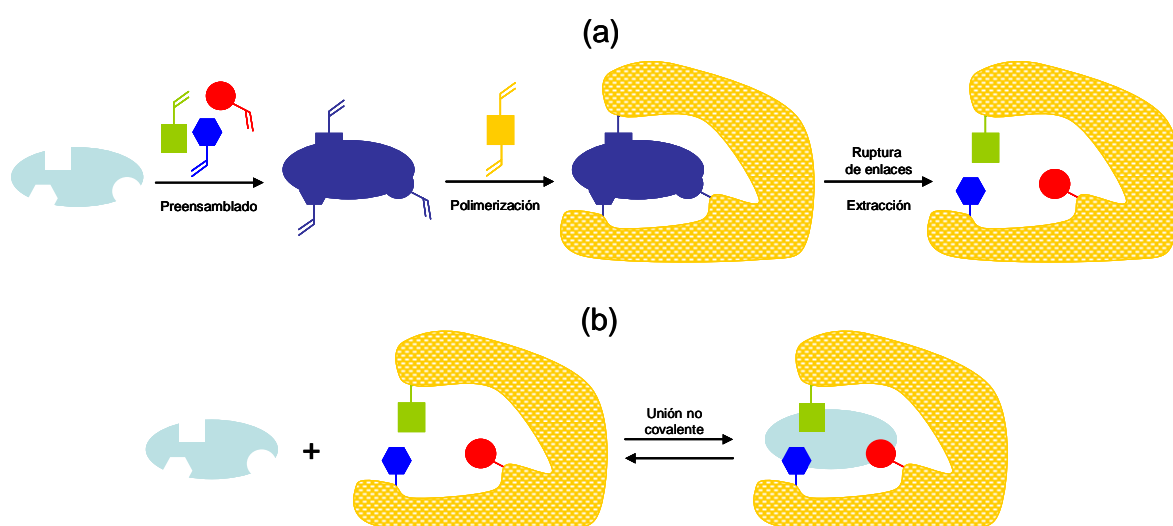 (a)
Preensamblado
Polimerización
Ruptura
de enlaces
Extracción
(b)
+
Unión no
covalente